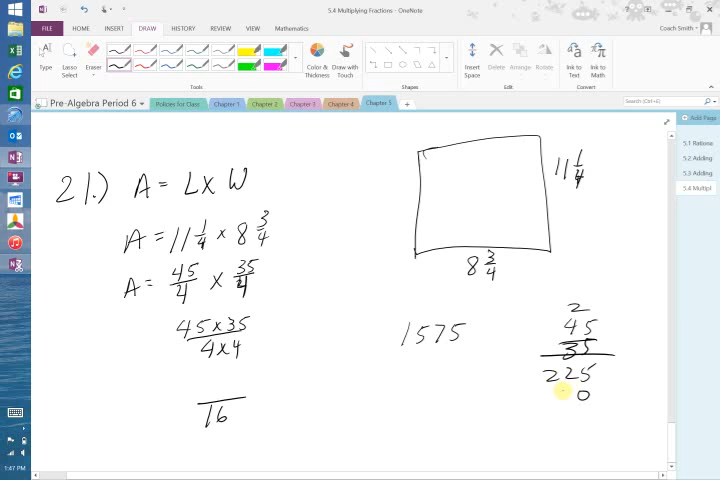 5.4 Multiplying Fractions - OneNote
FILE HOME INSERT DRAW HISTORY REVIEW VIEW Mathematics
Coach Smith
Type
Lasso Select
Eraser
Color & Thickness
Draw with Touch
Insert Space
Delete
Arrange
Rotate
Ink to Text
Ink to Math
Tools
Shapes
Edit
Convert
Pre-Algebra Period 6
Policies for Class
Chapter 1
Chapter 2
Chapter 3
Chapter 4
Chapter 5
+
Search (Ctrl+E)
Add Page
5.1 Rationa
5.2 Adding
5.3 Adding
5.4 Multipl
21.) A = L x W
A = 11 1/4 x 8 3/4
A = 45/4 x 35/4
45 x 35
4 x 4
16
11 1/4
8 3/4
1575
2
45
35
225
0
1:47 PM